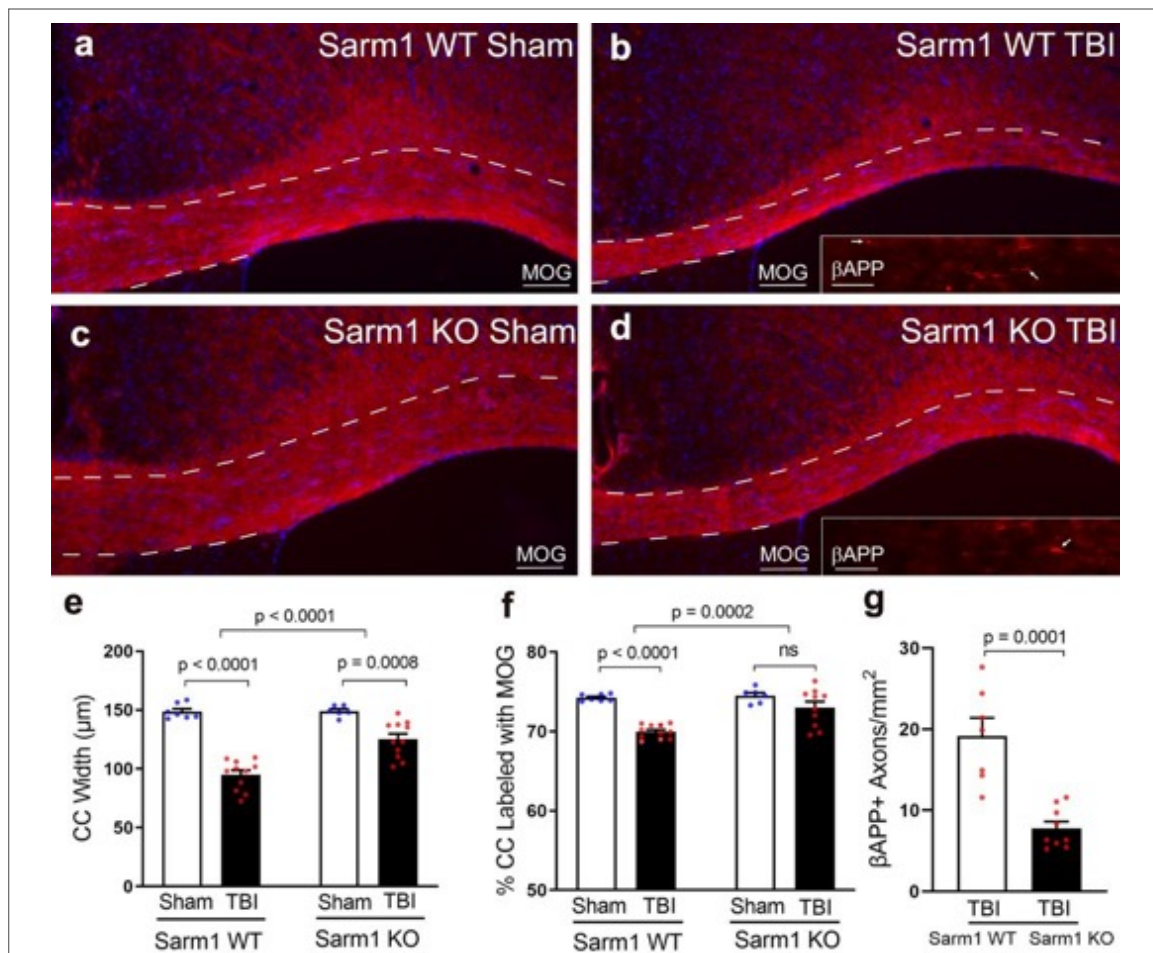 a
Sarm1 WT Sham
MOG
b
Sarm1 WT TBI
βAPP
MOG
c
Sarm1 KO Sham
MOG
d
Sarm1 KO TBI
βAPP
MOG
e
p < 0.0001
p < 0.0001
p = 0.0008
CC Width (μm)
200
150
100
50
0
Sham TBI Sham TBI
Sarm1 WT Sarm1 KO
f
p = 0.0002
p <0.0001
ns
% CC Labeled with MOG
80
70
60
50
Sham TBI Sham TBI
Sarm1 WT Sarm1 KO
g
p = 0.0001
βAPP+ Axons/mm²
30
20
10
0
TBI TBI
Sarm1 WT Sarm1 KO